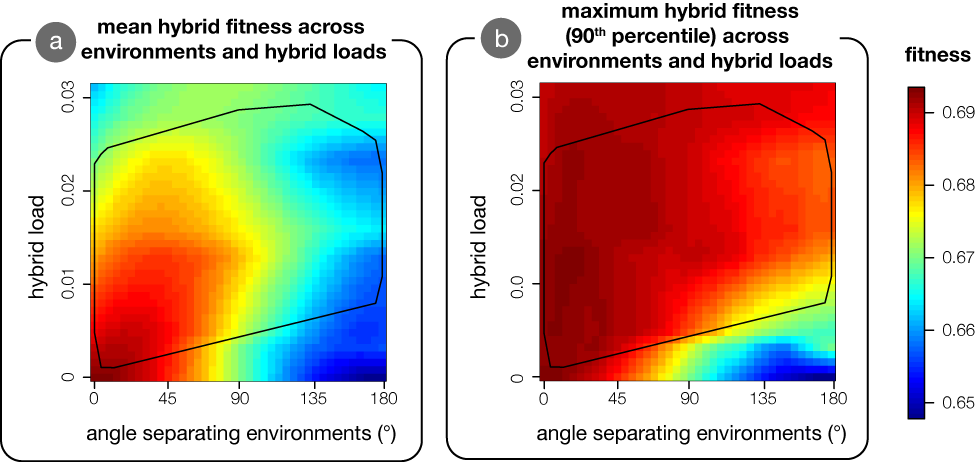 a
mean hybrid fitness across
environments and hybrid loads
hybrid load
0.03
0.02
0.01
0
0
45
90
135
180
angle separating environments (°)
b
maximum hybrid fitness
(90th percentile) across
environments and hybrid loads
hybrid load
0.03
0.02
0.0
0
0
45
90
135
180
angle separating environments (°)
fitness
0.69
0.68
0.67
0.66
0.65